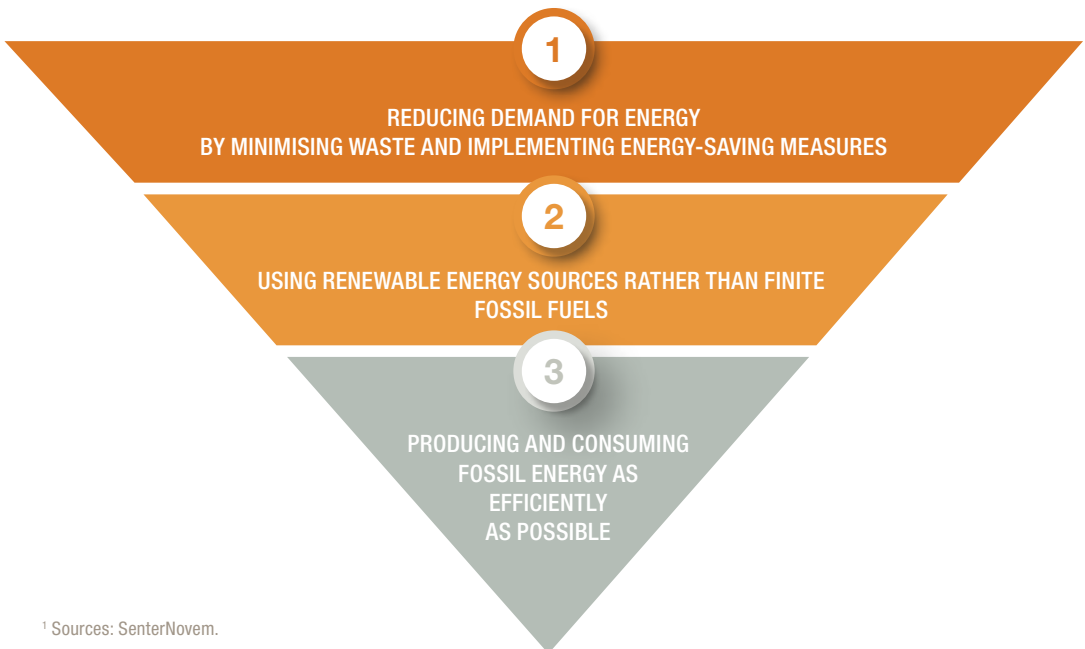 1
REDUCING DEMAND FOR ENERGY
BY MINIMISING WASTE AND IMPLEMENTING ENERGY-SAVING MEASURES
2
USING RENEWABLE ENERGY SOURCES RATHER THAN FINITE
FOSSIL FUELS
3
PRODUCING AND CONSUMING
FOSSIL ENERGY AS
EFFICIENTLY
AS POSSIBLE
¹ Sources: SenterNovem.